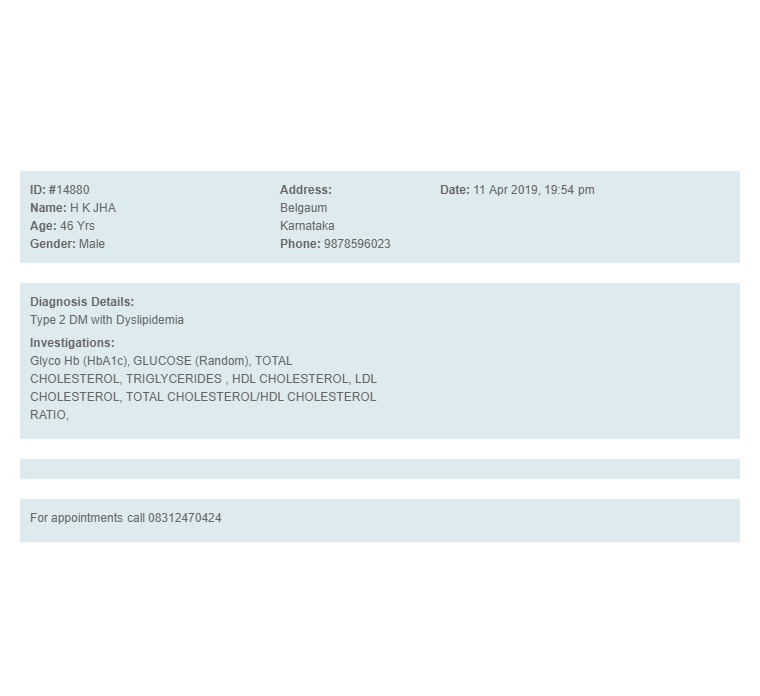 ID: #14880
Name: H K JHA
Age: 46 Yrs
Gender: Male
Address:
Belgaum
Karnataka
Phone: 9878596023
Date: 11 Apr 2019, 19:54 pm
Diagnosis Details:
Type 2 DM with Dyslipidemia
Investigations:
Glyco Hb (HbA1c), GLUCOSE (Random), TOTAL
CHOLESTEROL, TRIGLYCERIDES , HDL CHOLESTEROL, LDL
CHOLESTEROL, TOTAL CHOLESTEROL/HDL CHOLESTEROL
RATIO,
For appointments call 08312470424